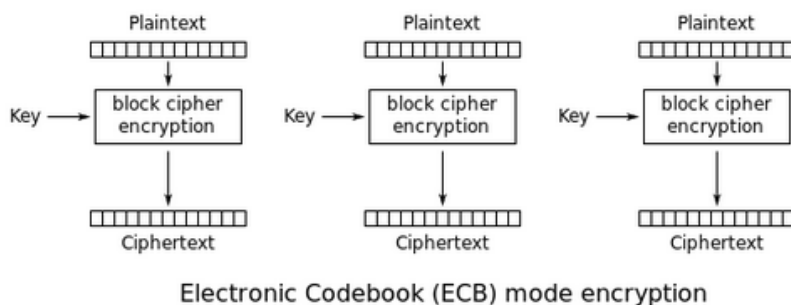 Plaintext Plaintext Plaintext
Key block cipher encryption Key block cipher encryption Key block cipher encryption
Ciphertext Ciphertext Ciphertext
Electronic Codebook (ECB) mode encryption